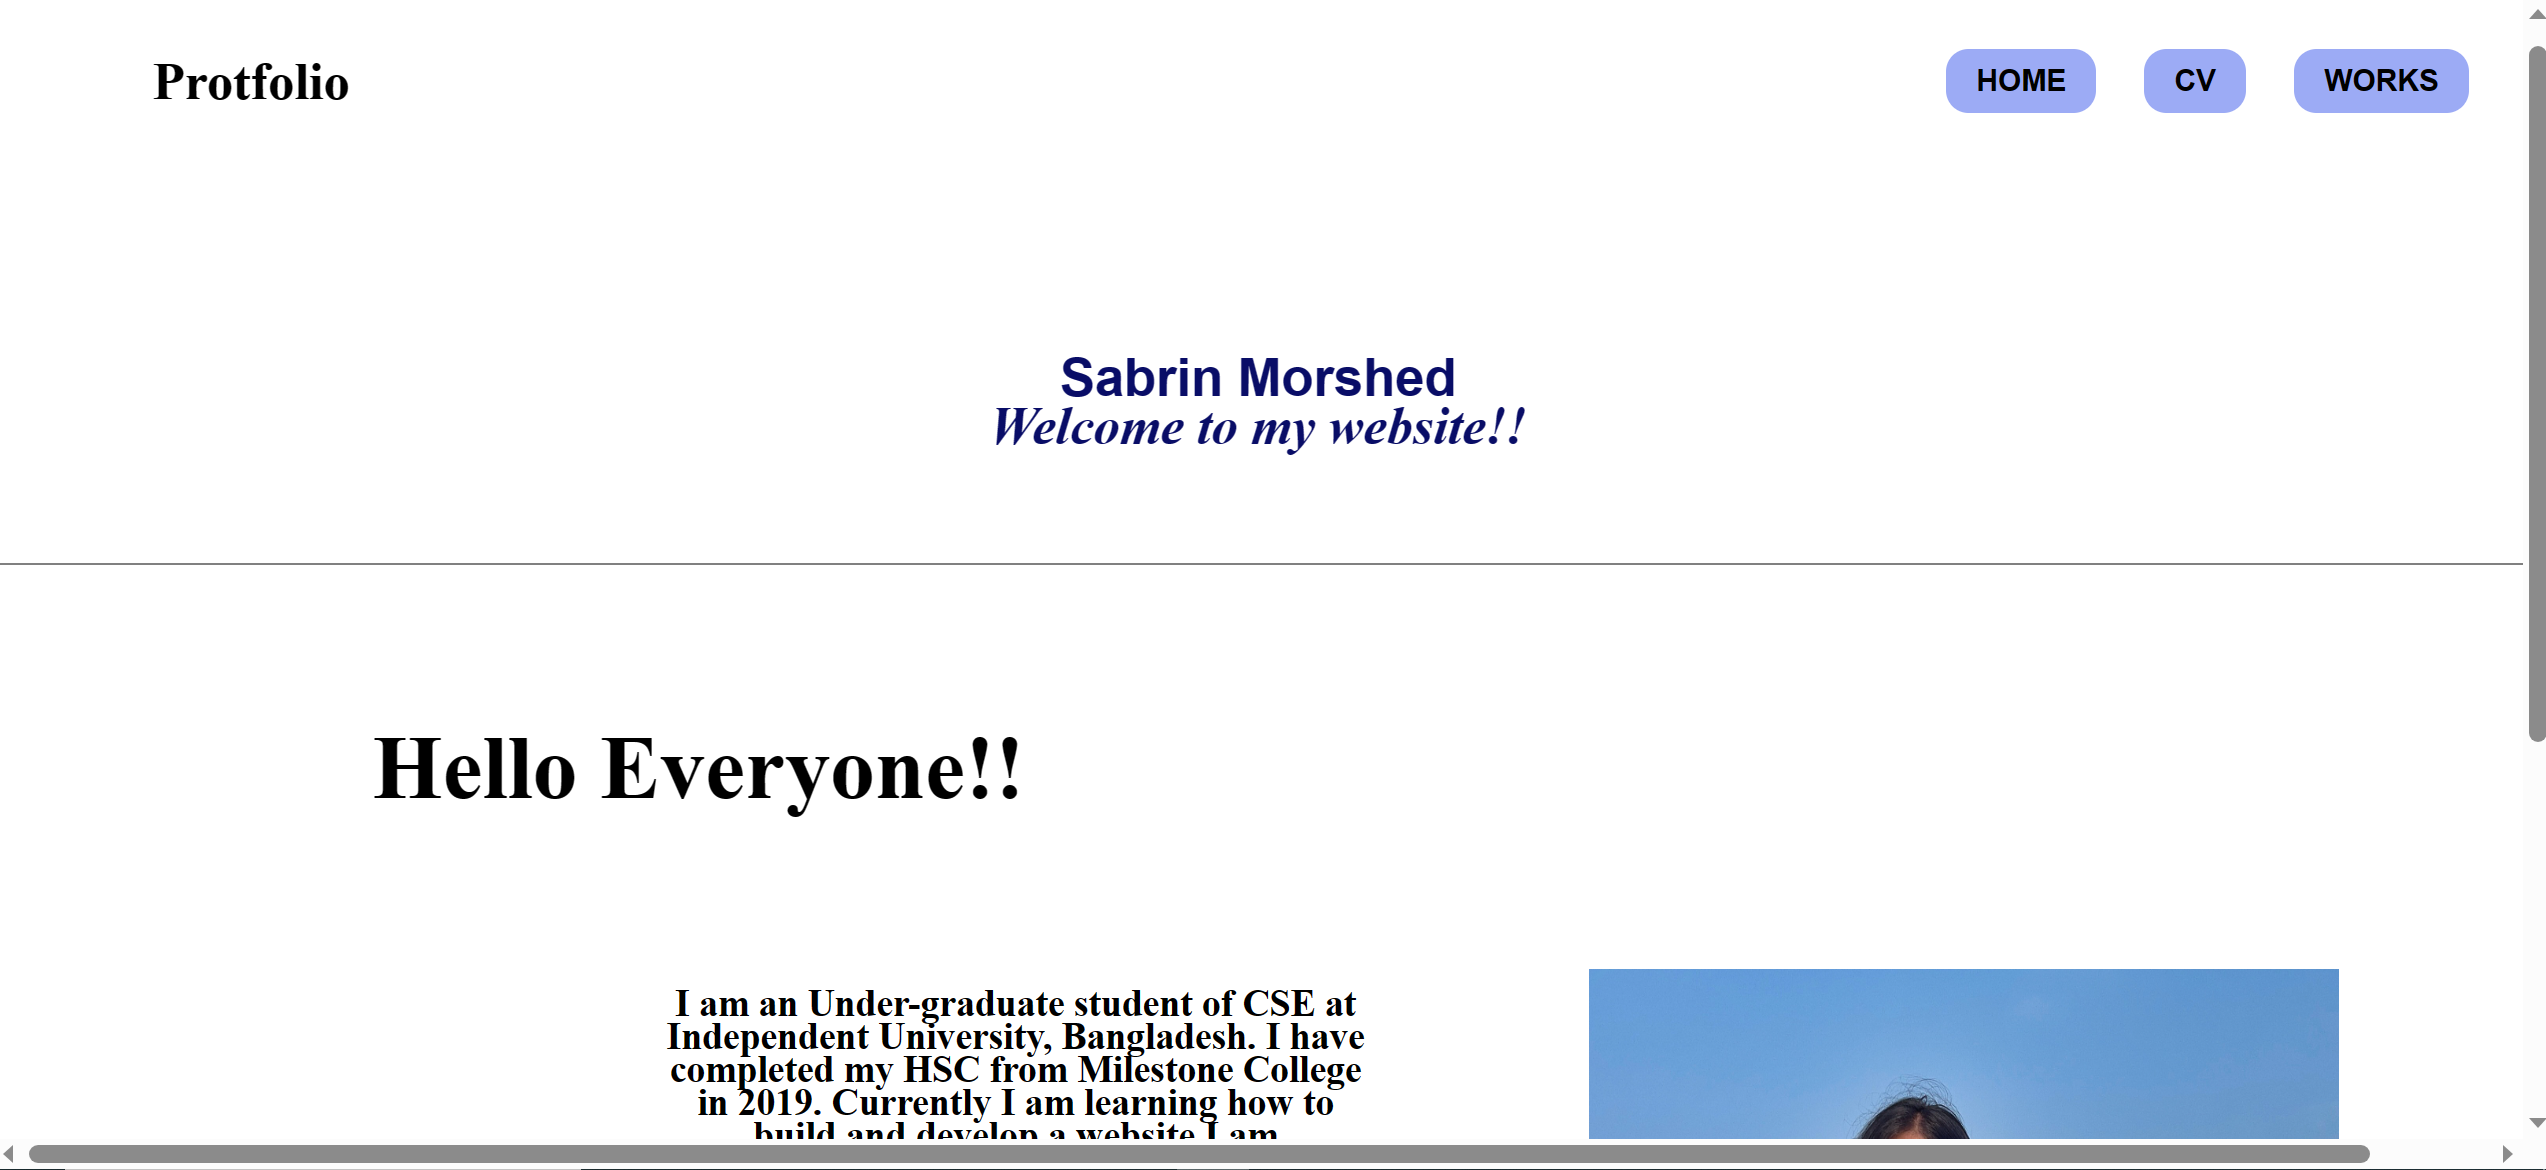 Protfolio
HOME
CV
WORKS
Sabrin Morshed
Welcome to my website!!
Hello Everyone!!
I am an Under-graduate student of CSE at
Independent University, Bangladesh. I have
completed my HSC from Milestone College
in 2019. Currently I am learning how to
build and develop a website I am